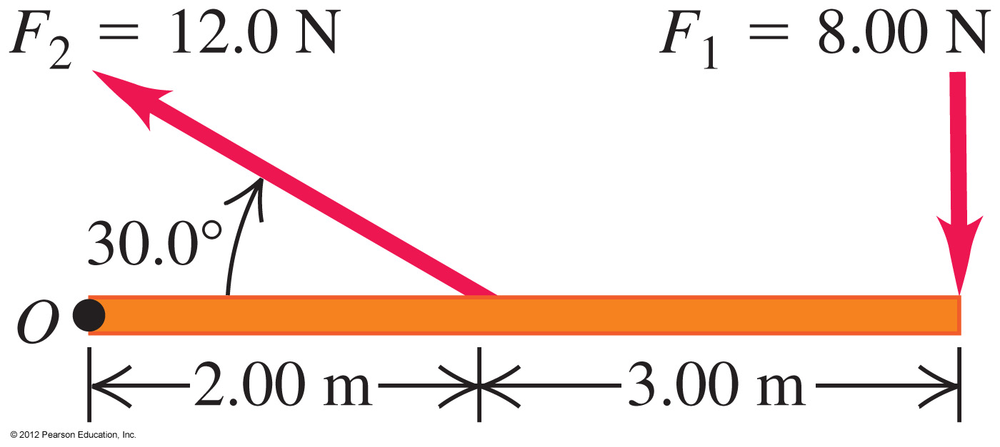 F₂ = 12.0 N
F₁ = 8.00 N
30.0°
O
2.00 m
3.00 m
© 2012 Pearson Education, Inc.